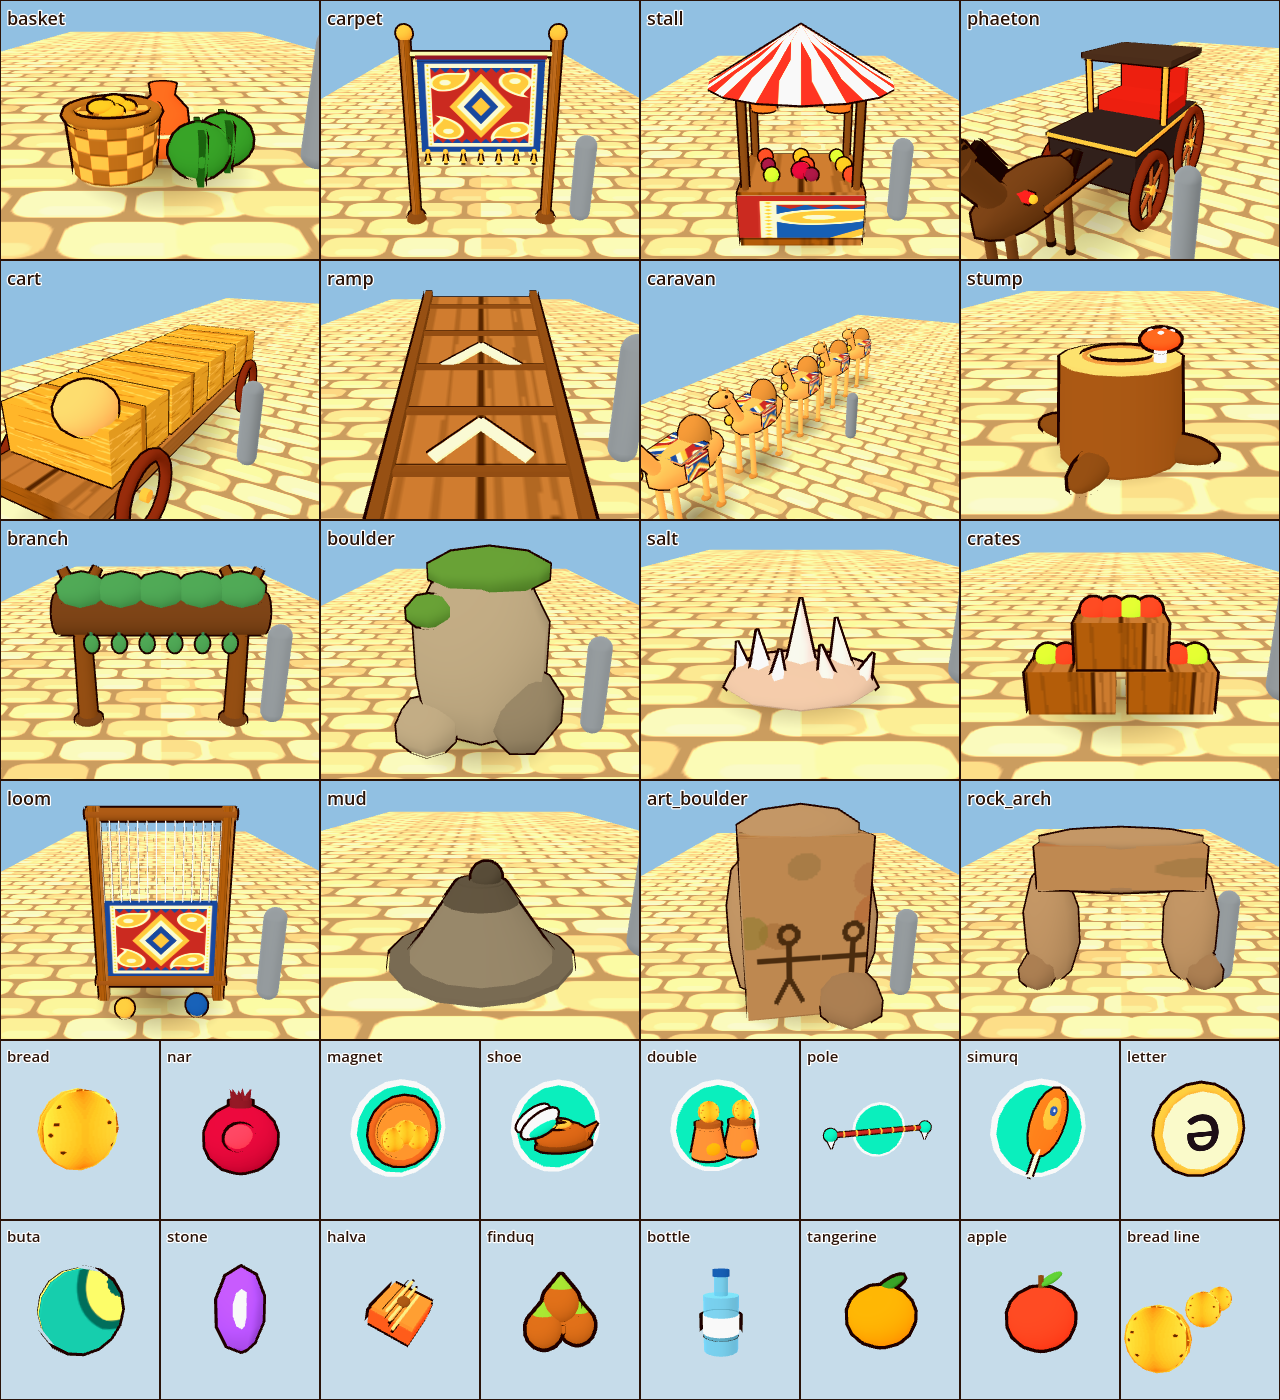 basket
carpet
stall
phaeton
cart
ramp
caravan
stump
branch
boulder
salt
crates
loom
mud
art_boulder
rock_arch
bread
nar
magnet
shoe
double
pole
simurq
letter
ə
buta
stone
halva
finduq
bottle
tangerine
apple
bread line